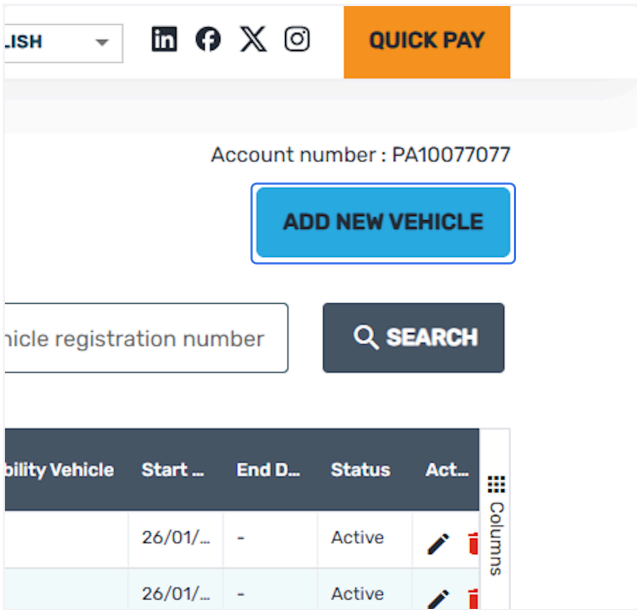 .ISH
QUICK PAY
Account number : PA10077077
ADD NEW VEHICLE
hicle registration number
SEARCH
bility Vehicle Start ... End D... Status Act...
Columns
26/01/... - Active
26/01/... - Active